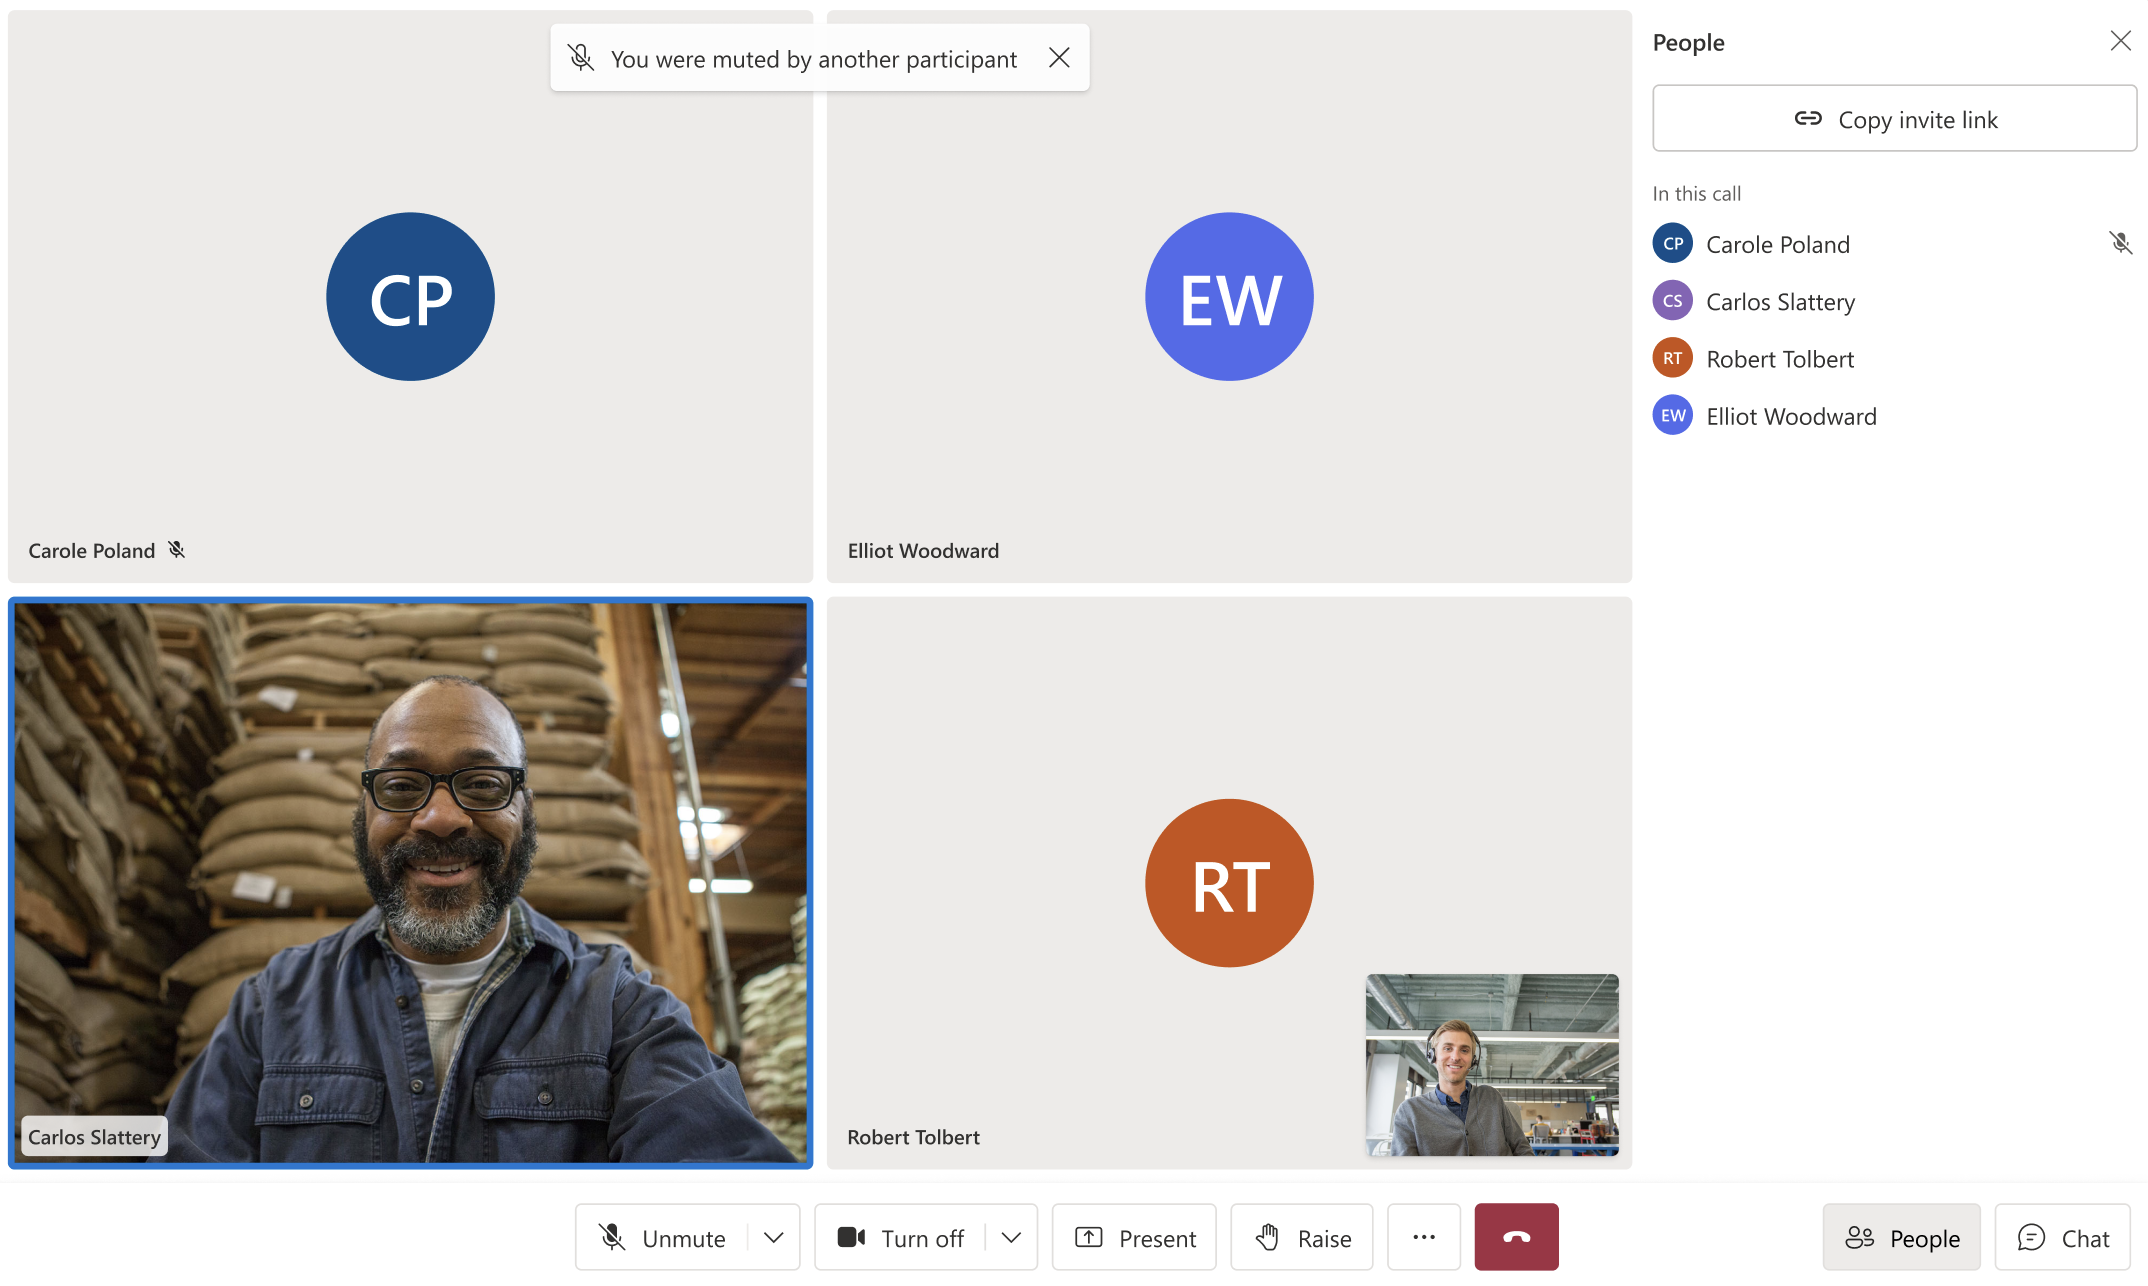 You were muted by another participant
CP
Carole Poland
EW
Elliot Woodward
Carlos Slattery
RT
Robert Tolbert
People
Copy invite link
In this call
CP Carole Poland
CS Carlos Slattery
RT Robert Tolbert
EW Elliot Woodward
Unmute
Turn off
Present
Raise
People
Chat